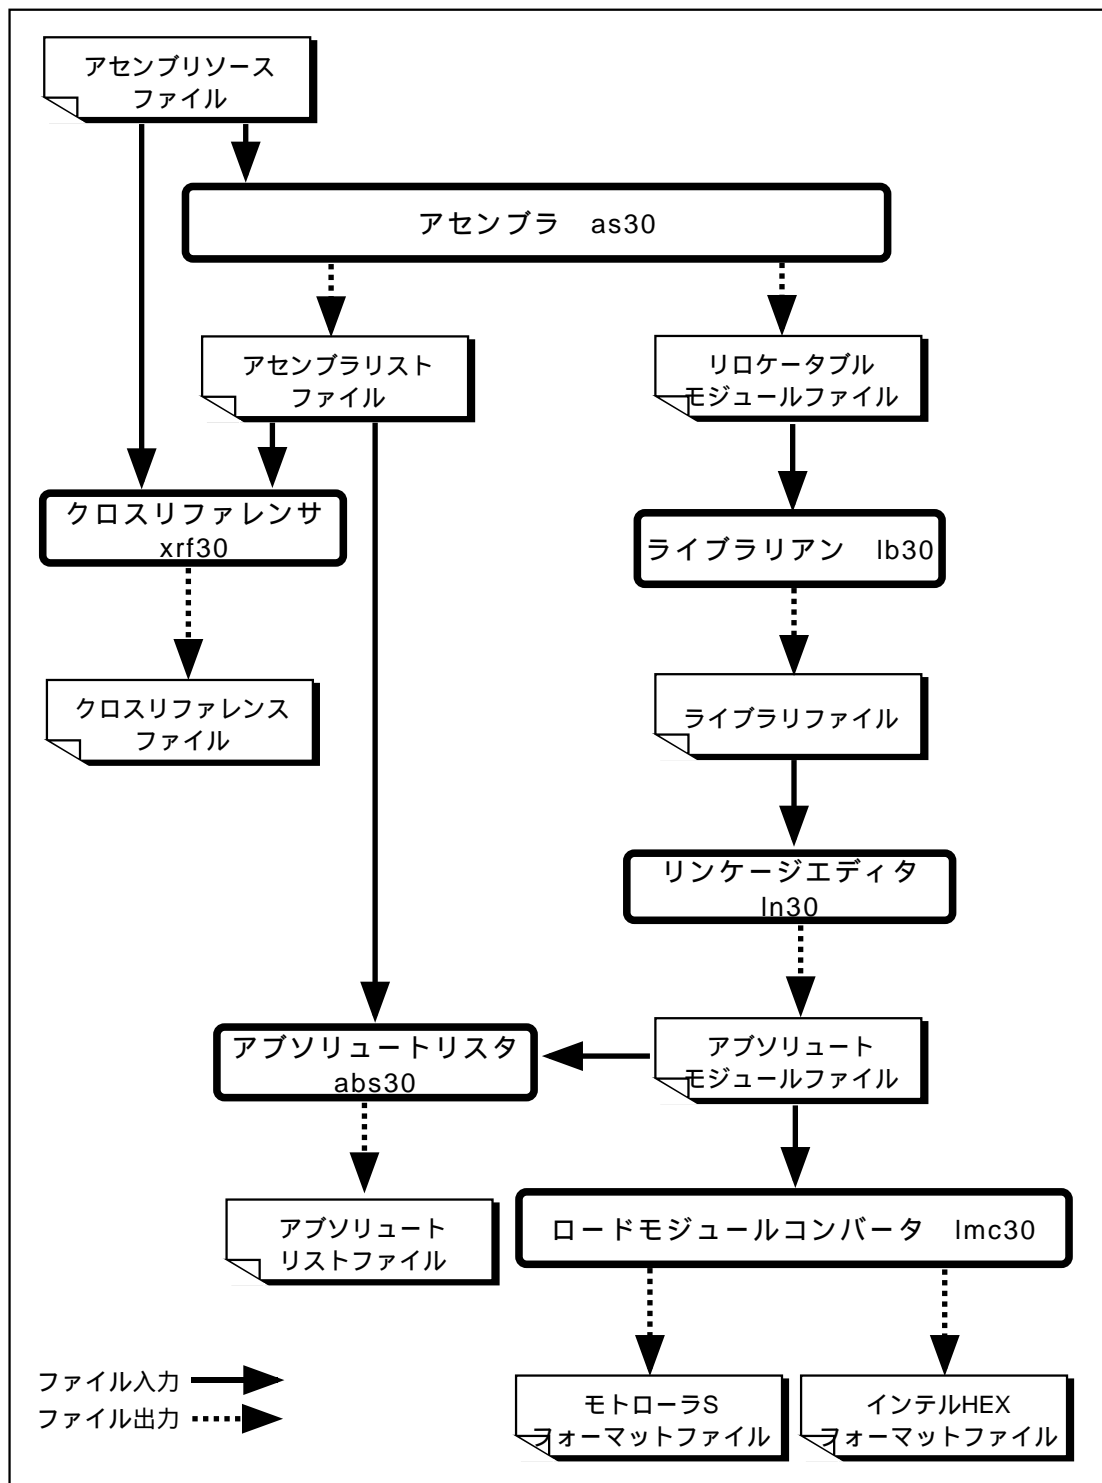 アセンブリソース
ファイル
アセンブラ　as30
アセンブラリスト
ファイル
リロケータブル
モジュールファイル
クロスリファレンサ
xrf30
ライブラリアン　lb30
クロスリファレンス
ファイル
ライブラリファイル
リンケージエディタ
ln30
アブソリュートリスタ
abs30
アブソリュート
モジュールファイル
アブソリュート
リストファイル
ロードモジュールコンバータ　lmc30
ファイル入力
ファイル出力
モトローラS
フォーマットファイル
インテルHEX
フォーマットファイル